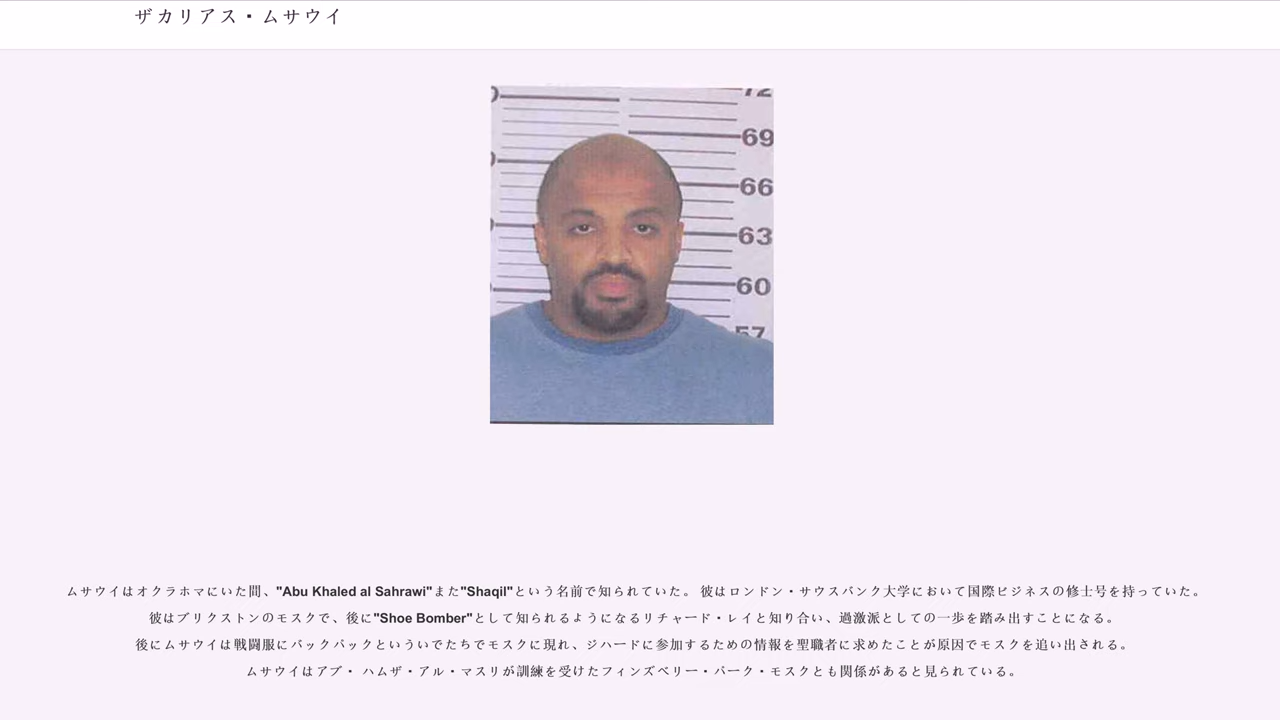 ザカリアス・ムサウイ
72
69
66
63
60
57
ムサウイはオクラホマにいた間、"Abu Khaled al Sahrawi"また"Shaqil"という名前で知られていた。 彼はロンドン・サウスバンク大学において国際ビジネスの修士号を持っていた。
彼はブリクストンのモスクで、後に"Shoe Bomber"として知られるようになるリチャード・レイと知り合い、過激派としての一歩を踏み出すことになる。
後にムサウイは戦闘服にバックパックといういでたちでモスクに現れ、ジハードに参加するための情報を聖職者に求めたことが原因でモスクを追い出される。
ムサウイはアブ・ ハムザ・アル・マスリが訓練を受けたフィンズベリー・パーク・モスクとも関係があると見られている。